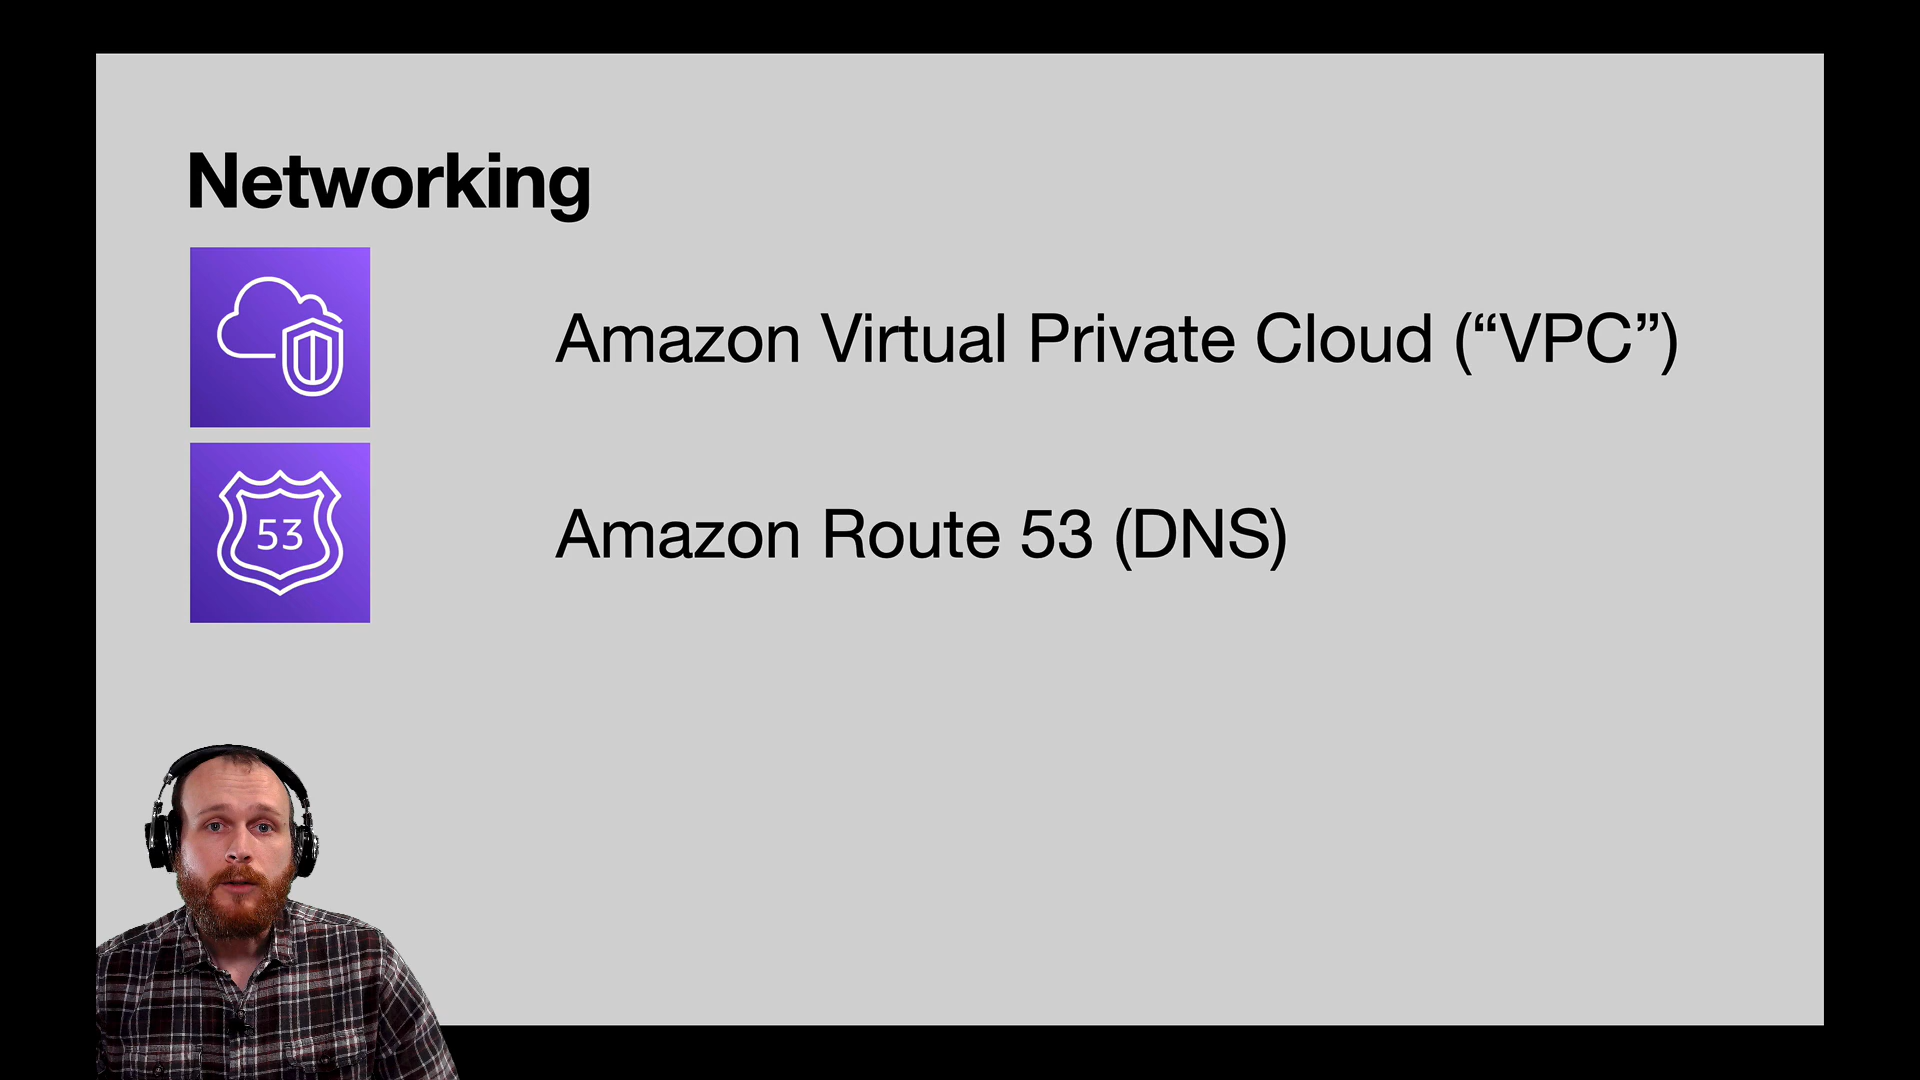 Networking
Amazon Virtual Private Cloud (“VPC”)
53
Amazon Route 53 (DNS)